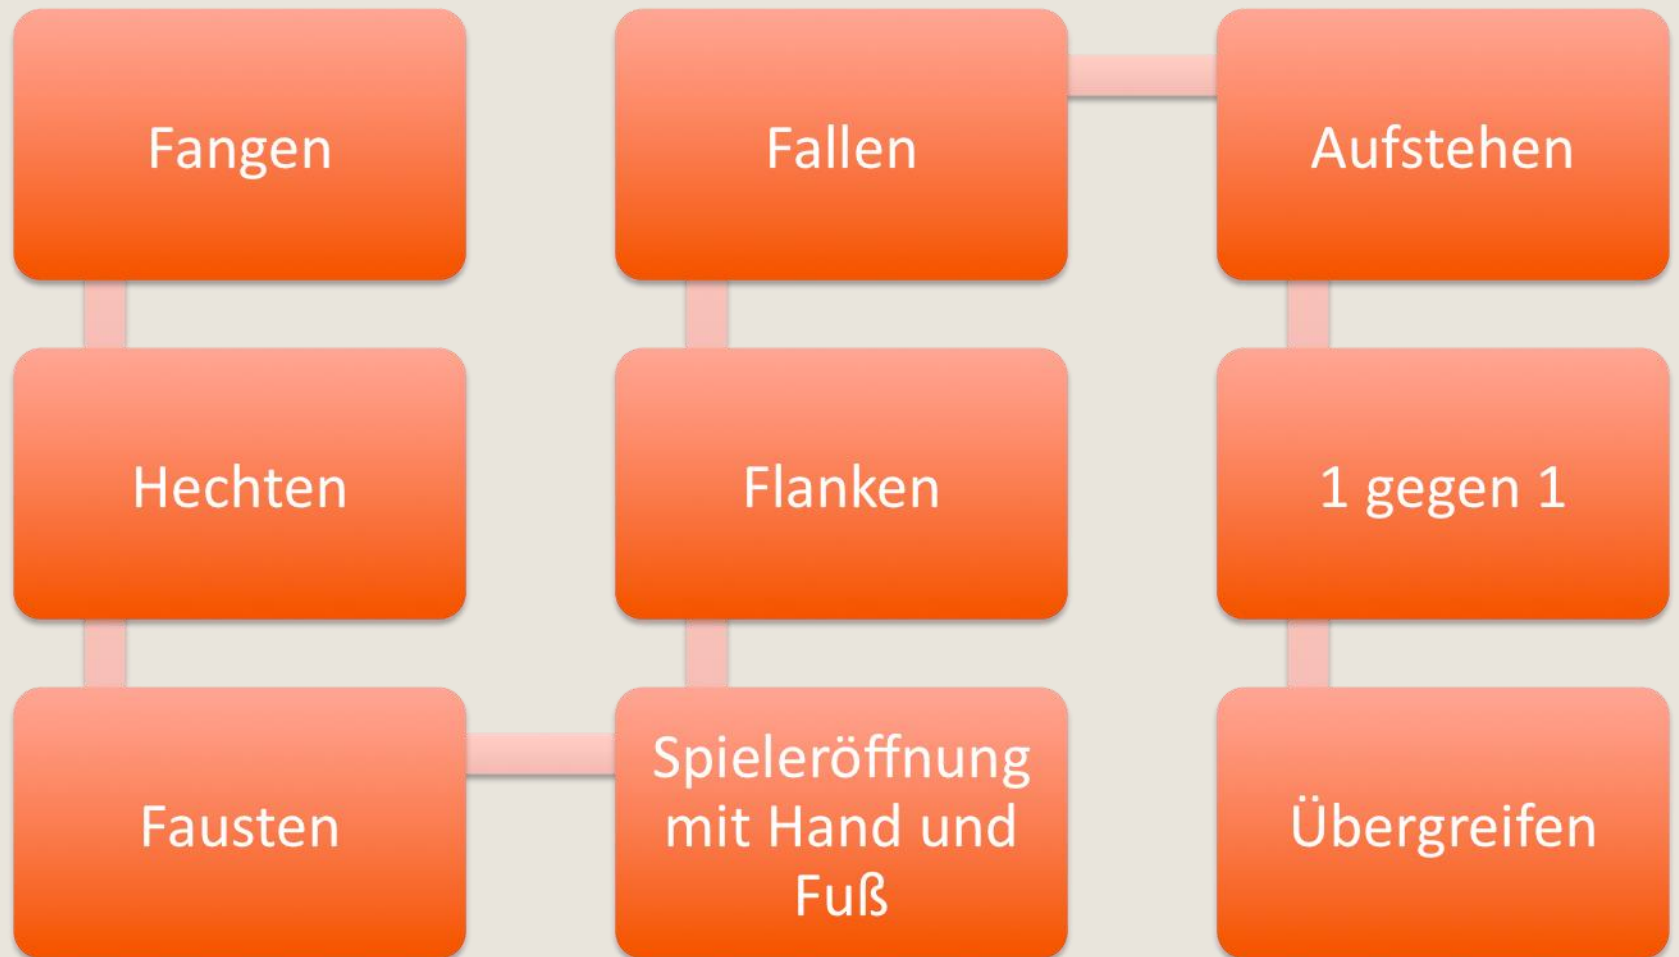 Fangen
Hechten
Fausten
Spieleröffnung
mit Hand und
Fuß
Flanken
Fallen
Aufstehen
1 gegen 1
Übergreifen